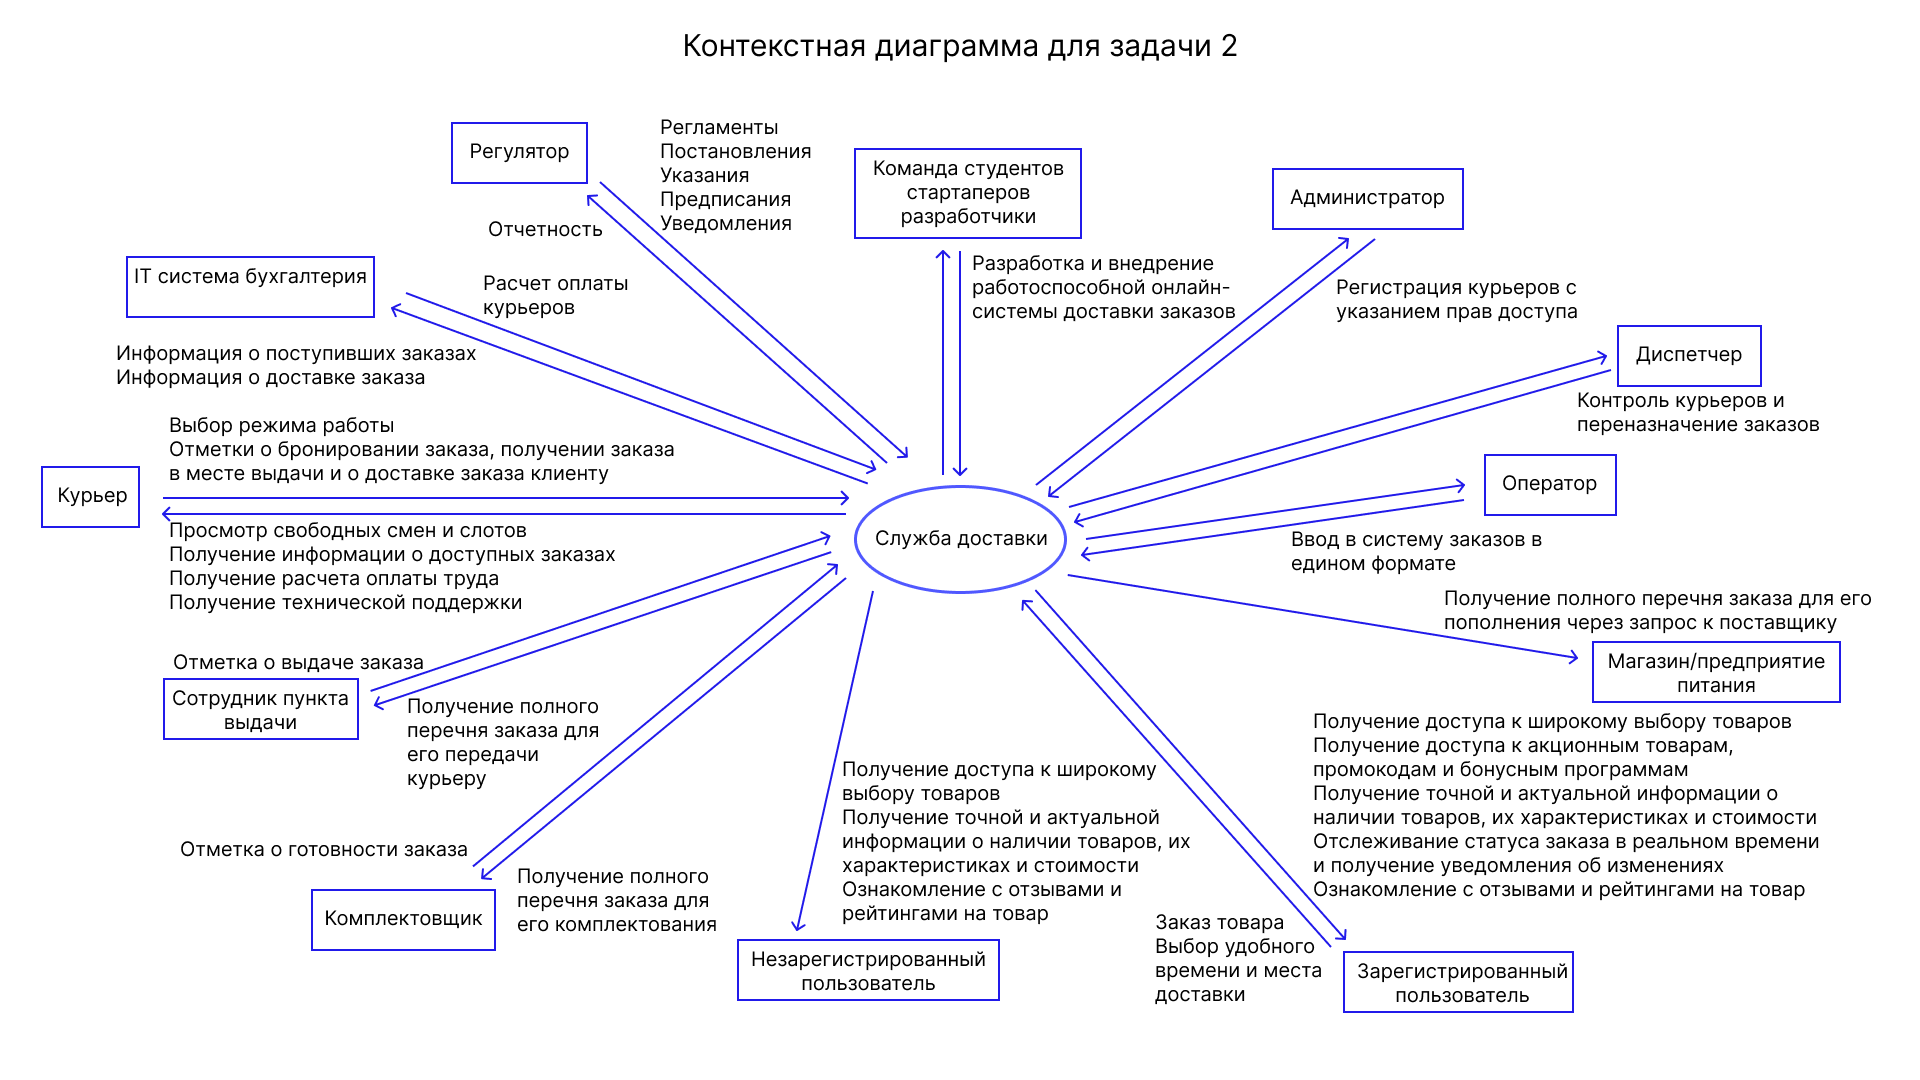 Контекстная диаграмма для задачи 2
Регулятор
Регламенты
Постановления
Указания
Предписания
Уведомления
Отчетность
Команда студентов
стартаперов
разработчики
Администратор
IT система бухгалтерия
Расчет оплаты
курьеров
Разработка и внедрение
работоспособной онлайн-
системы доставки заказов
Регистрация курьеров с
указанием прав доступа
Информация о поступивших заказах
Информация о доставке заказа
Диспетчер
Контроль курьеров и
переназначение заказов
Выбор режима работы
Отметки о бронировании заказа, получении заказа
в месте выдачи и о доставке заказа клиенту
Курьер
Оператор
Просмотр свободных смен и слотов
Получение информации о доступных заказах
Получение расчета оплаты труда
Получение технической поддержки
Служба доставки
Ввод в систему заказов в
едином формате
Получение полного перечня заказа для его
пополнения через запрос к поставщику
Магазин/предприятие
питания
Отметка о выдаче заказа
Сотрудник пункта
выдачи
Получение полного
перечня заказа для
его передачи
курьеру
Отметка о готовности заказа
Комплектовщик
Получение полного
перечня заказа для
его комплектования
Получение доступа к широкому
выбору товаров
Получение точной и актуальной
информации о наличии товаров, их
характеристиках и стоимости
Ознакомление с отзывами и
рейтингами на товар
Незарегистрированный
пользователь
Получение доступа к широкому выбору товаров
Получение доступа к акционным товарам,
промокодам и бонусным программам
Получение точной и актуальной информации о
наличии товаров, их характеристиках и стоимости
Отслеживание статуса заказа в реальном времени
и получение уведомления об изменениях
Ознакомление с отзывами и рейтингами на товар
Заказ товара
Выбор удобного
времени и места
доставки
Зарегистрированный
пользователь